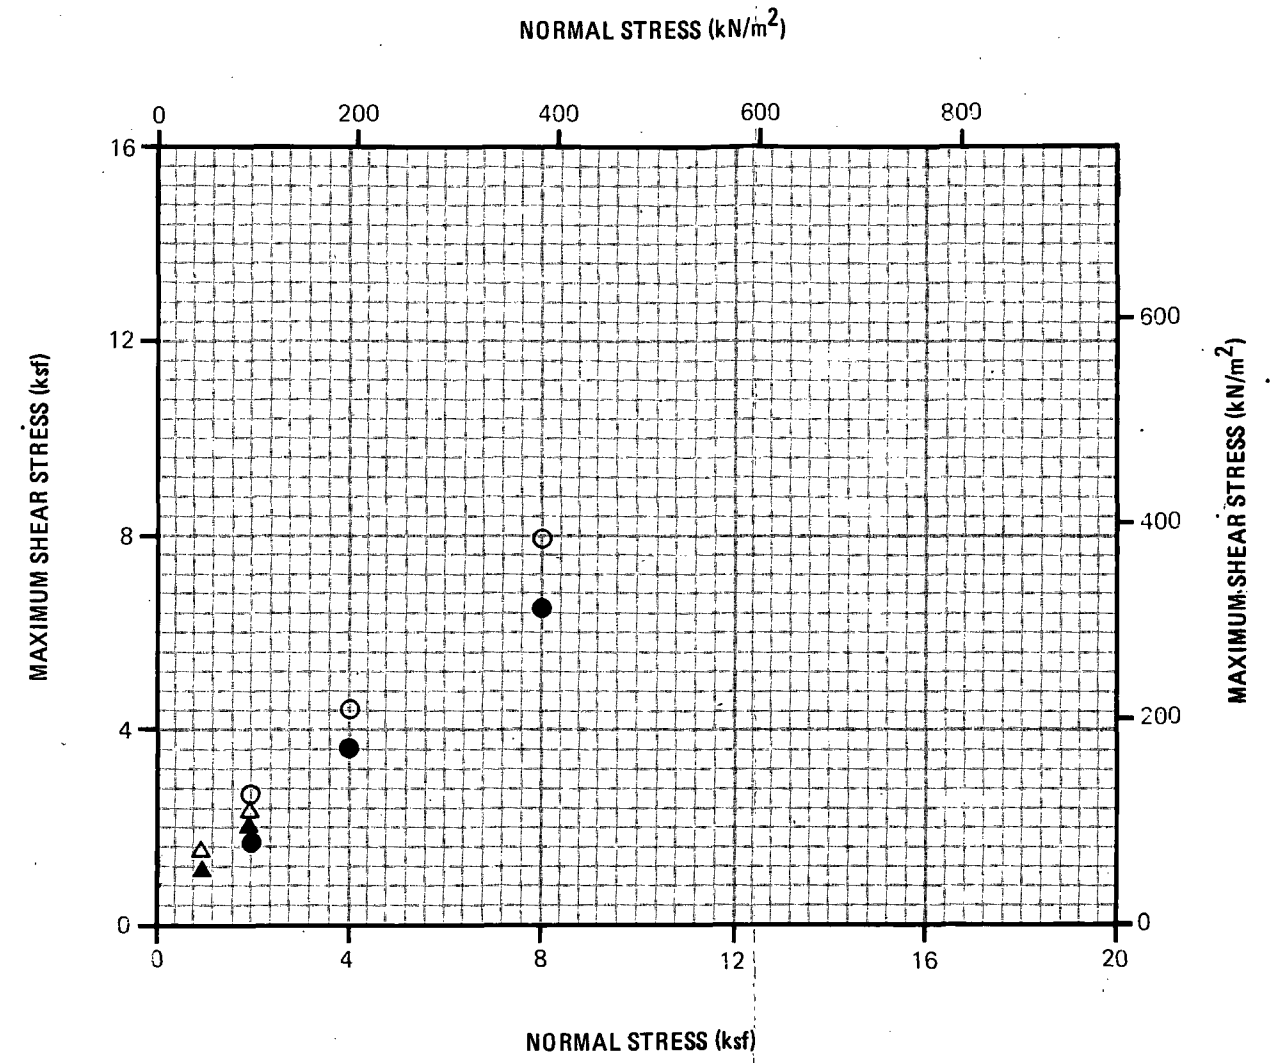 NORMAL STRESS (kN/m²)
0 200 400 600 800
16
12
8
4
0
MAXIMUM SHEAR STRESS (ksf)
600
400
200
0
MAXIMUM SHEAR STRESS (kN/m²)
0 4 8 12 16 20
NORMAL STRESS (ksf)